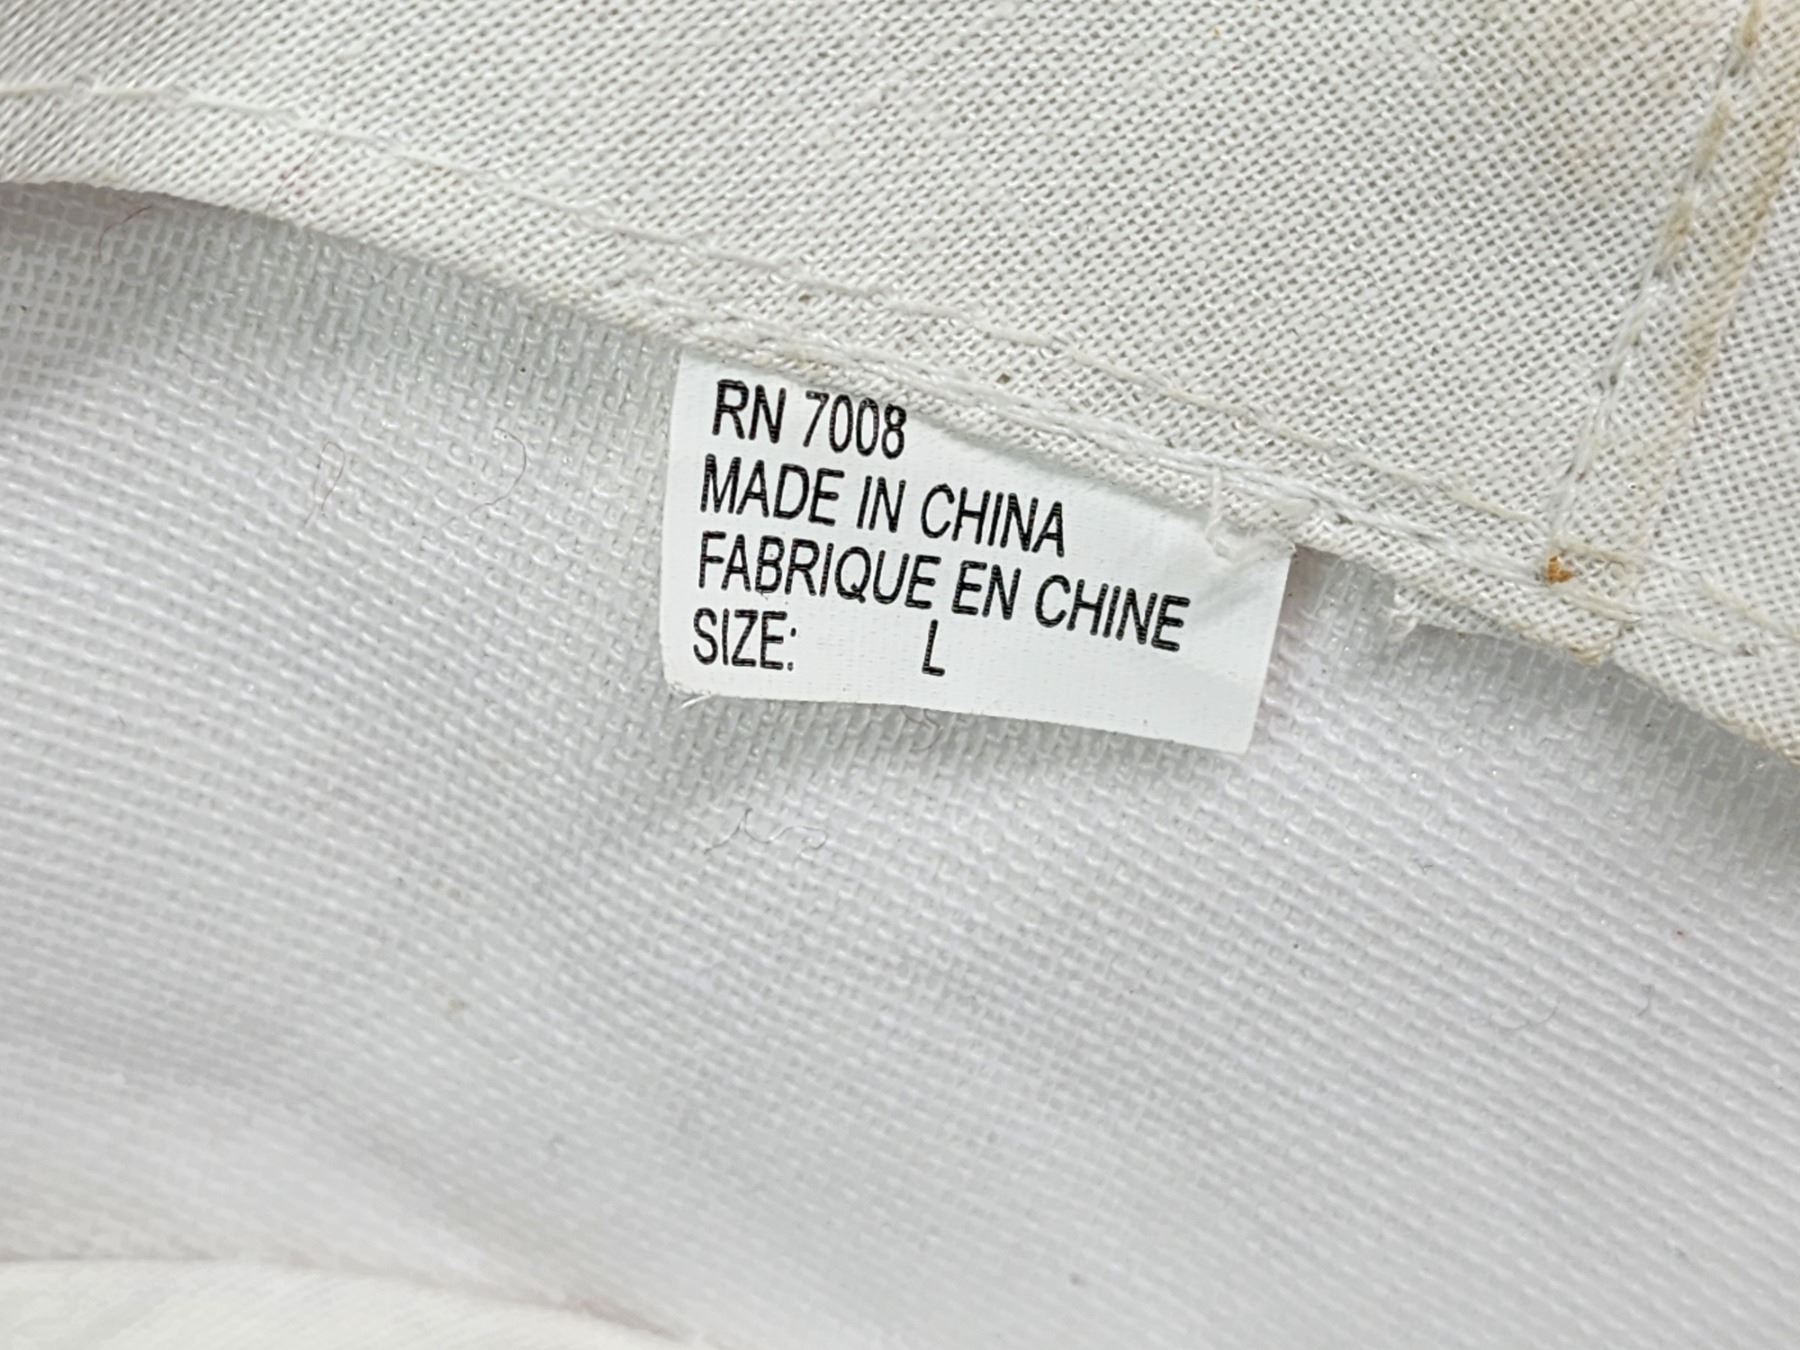 RN 7008
MADE IN CHINA
FABRIQUE EN CHINE
SIZE: L